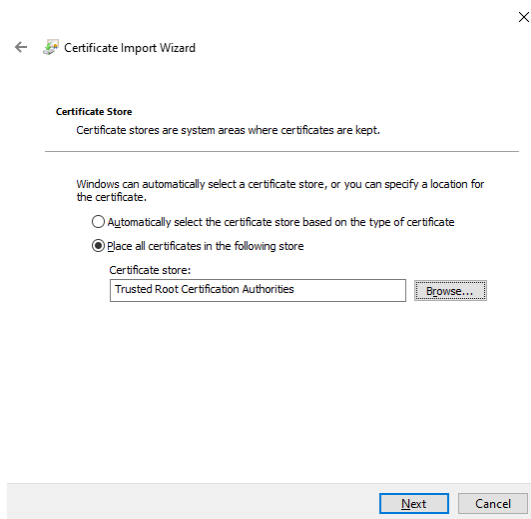 Certificate Import Wizard
Certificate Store
Certificate stores are system areas where certificates are kept.
Windows can automatically select a certificate store, or you can specify a location for
the certificate.
Automatically select the certificate store based on the type of certificate
Place all certificates in the following store
Certificate store:
Trusted Root Certification Authorities
Browse...
Next
Cancel